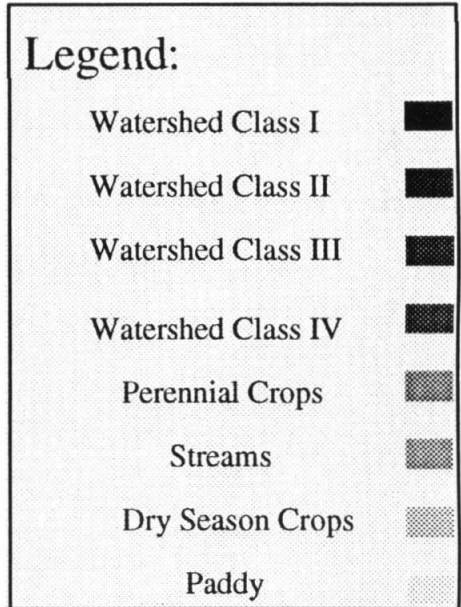 Legend:
Watershed Class I
Watershed Class II
Watershed Class III
Watershed Class IV
Perennial Crops
Streams
Dry Season Crops
Paddy